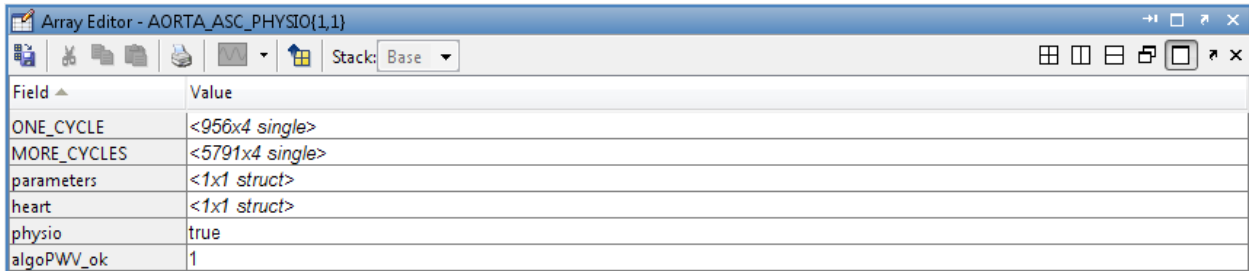 Array Editor - AORTA_ASC_PHYSIO{1,1}
Stack: Base
Field Value
ONE_CYCLE <956x4 single>
MORE_CYCLES <5791x4 single>
parameters <1x1 struct>
heart <1x1 struct>
physio true
algoPWV_ok 1